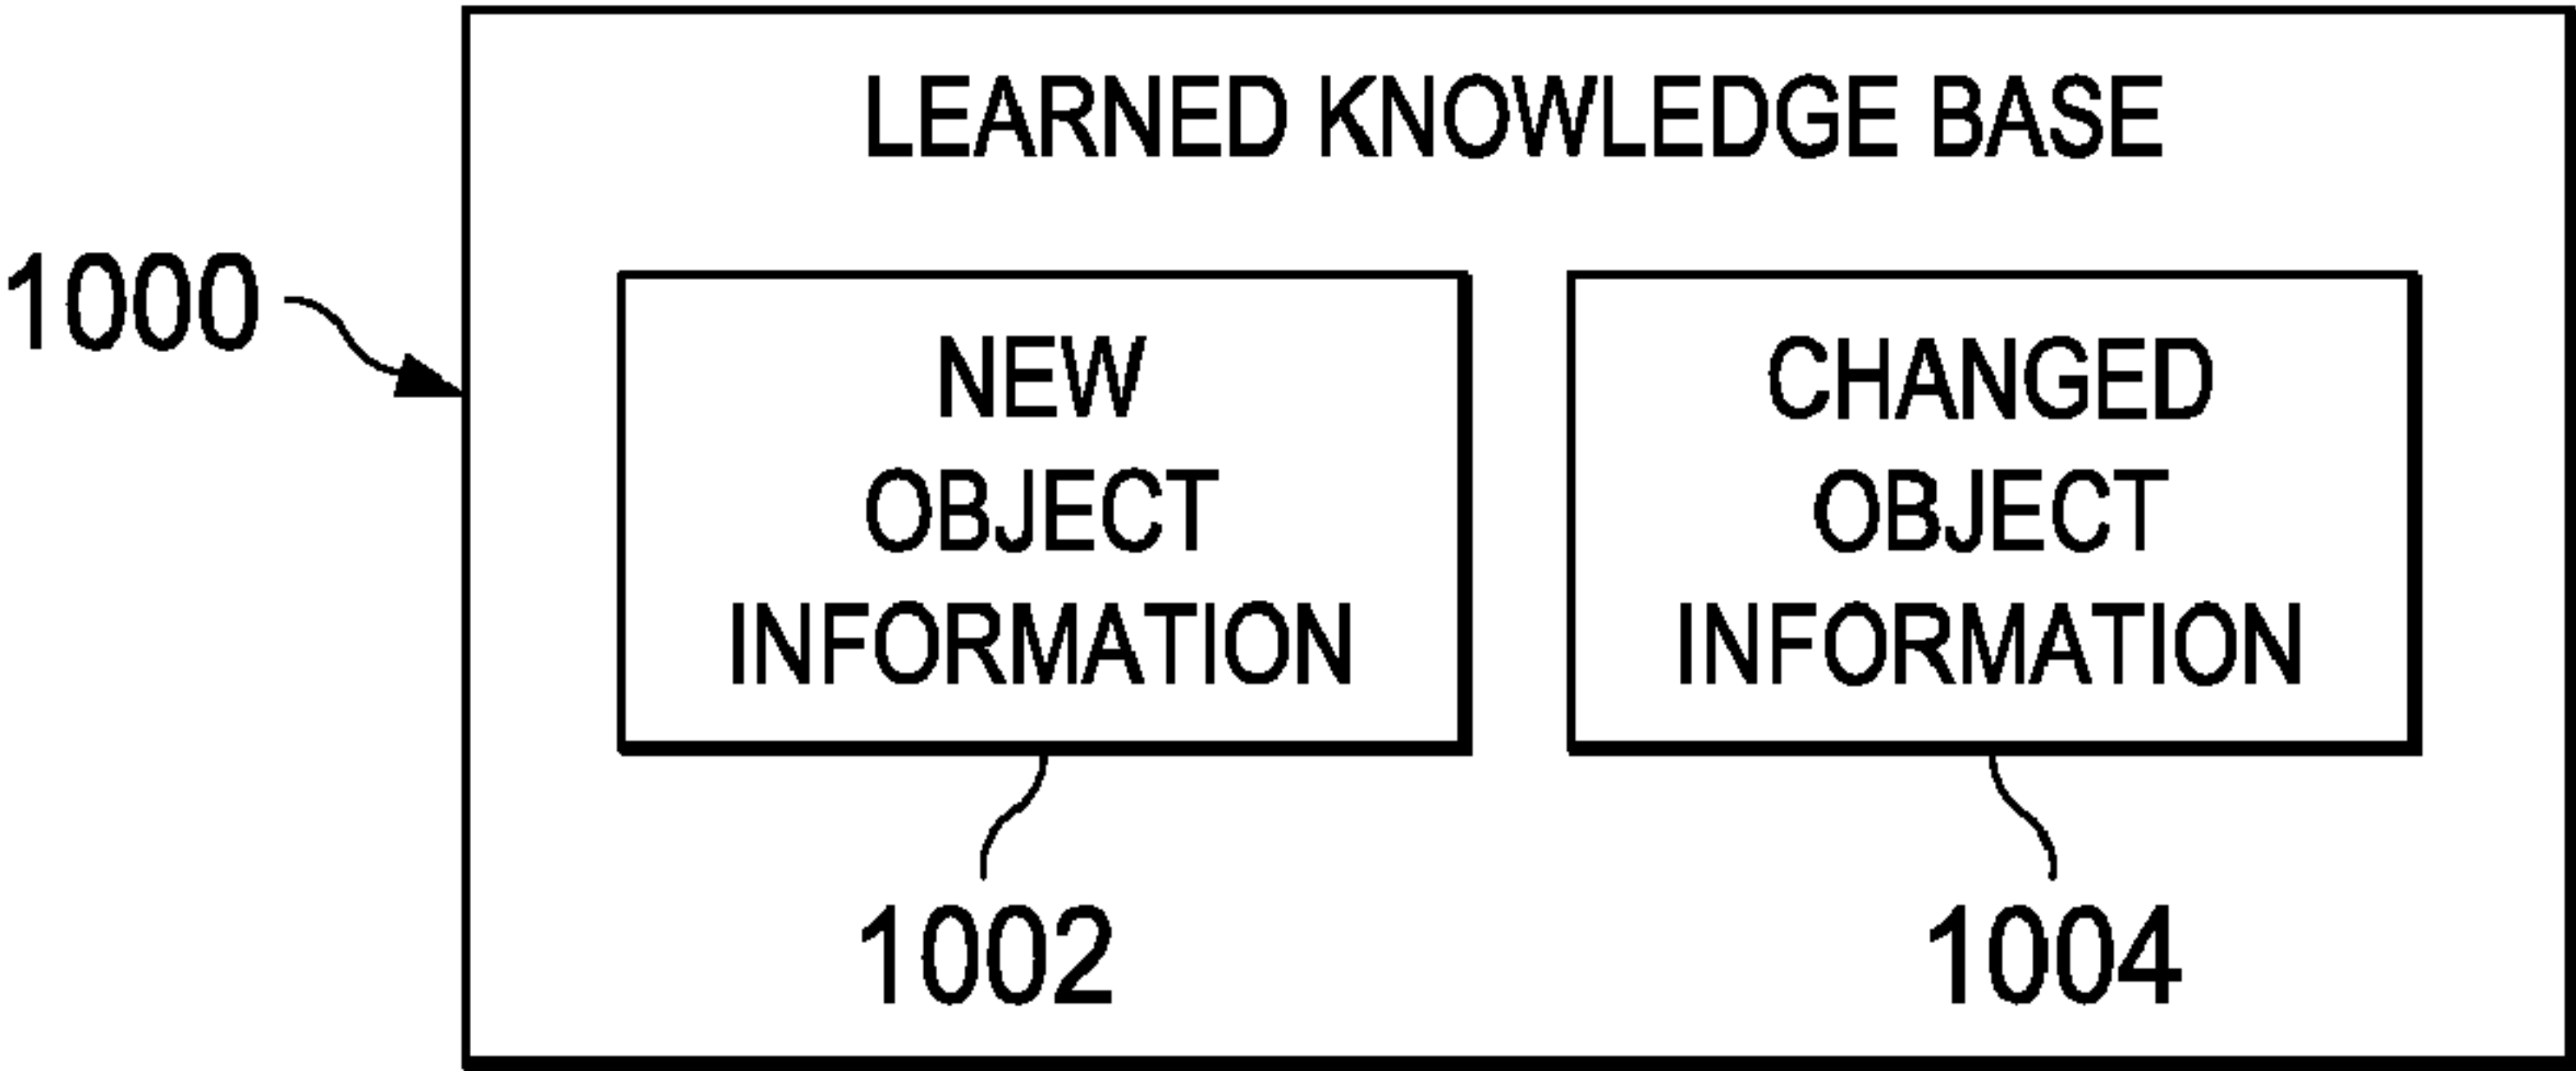 LEARNED KNOWLEDGE BASE
1000
NEW
OBJECT
INFORMATION
CHANGED
OBJECT
INFORMATION
1002
1004